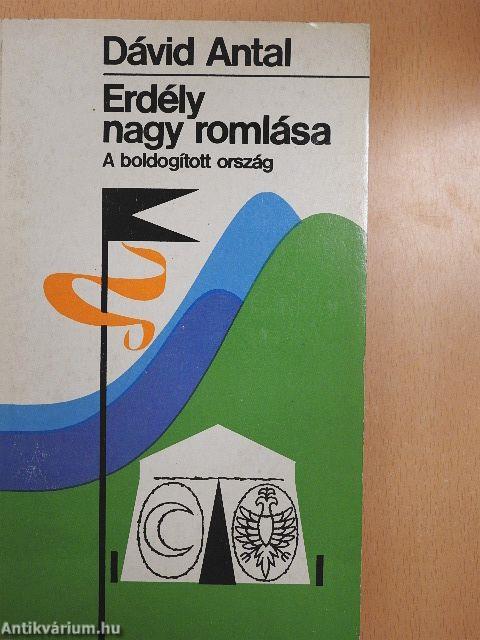 Dávid Antal
Erdély
nagy romlása
A boldogított ország
Antikvárium.hu